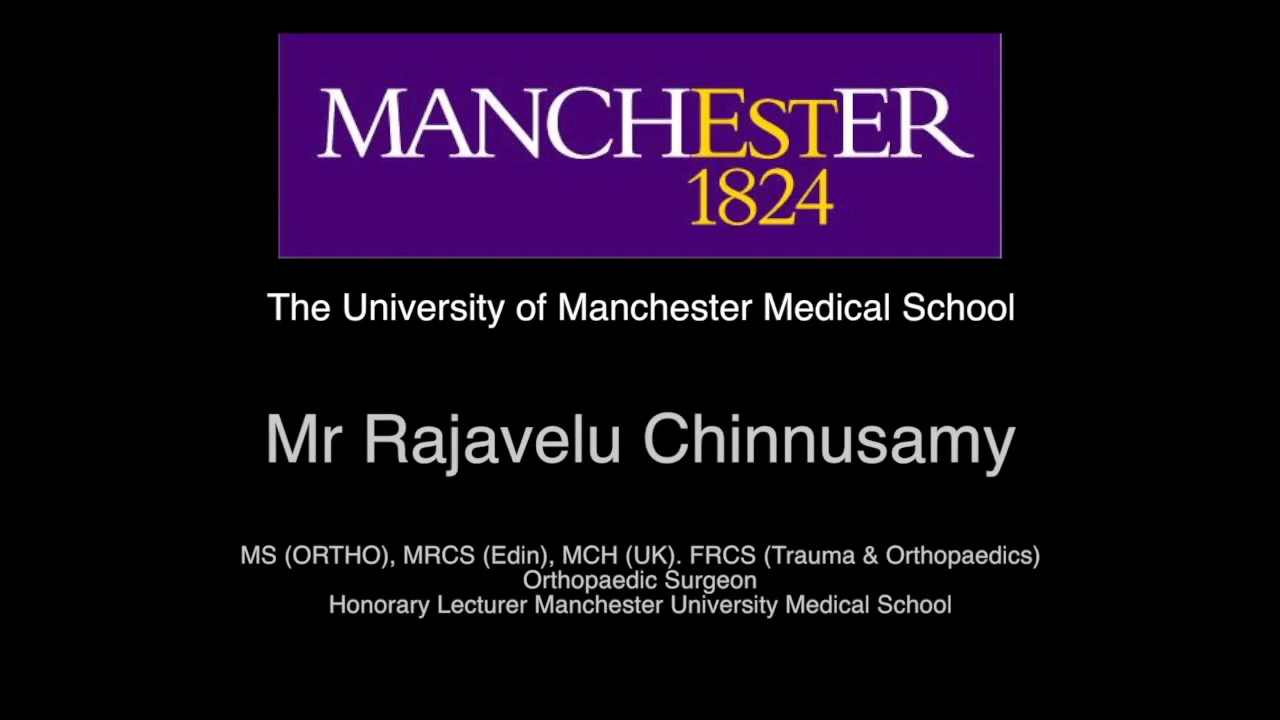 MANCHESTER
1824
The University of Manchester Medical School
Mr Rajavelu Chinnusamy
MS (ORTHO), MRCS (Edin), MCH (UK). FRCS (Trauma & Orthopaedics)
Orthopaedic Surgeon
Honorary Lecturer Manchester University Medical School